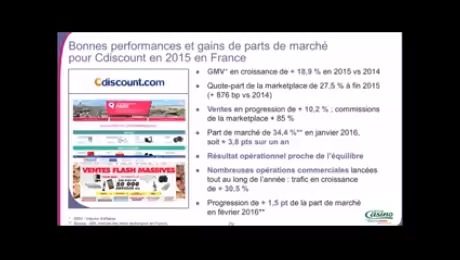 Bonnes performances et gains de parts de marché
pour Cdiscount en 2015 en France
Cdiscount.com
VENTES FLASH MASSIVES
GMV* en croissance de + 18,9 % en 2015 vs 2014
Quote-part de la marketplace de 27,5 % à fin 2015
(+ 876 bp vs 2014)
Ventes en progression de + 10,2 % ; commissions
de la marketplace + 85 %
Part de marché de 34,4 %** en janvier 2016,
soit + 3,8 pts sur un an
Résultat opérationnel proche de l'équilibre
Nombreuses opérations commerciales lancées
tout au long de l'année : trafic en croissance
de + 30,5 %
Progression de + 1,5 pt de la part de marché
en février 2016**
Casino